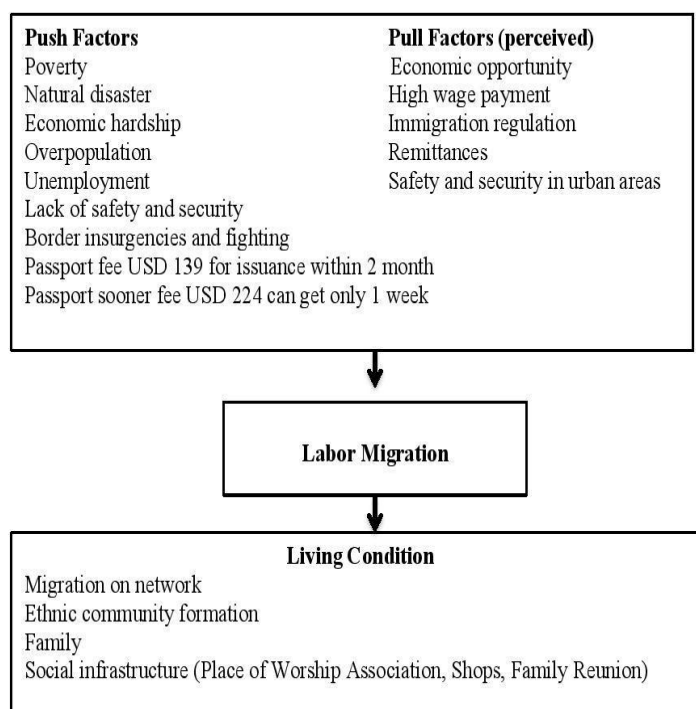 Push Factors
Poverty
Natural disaster
Economic hardship
Overpopulation
Unemployment
Lack of safety and security
Border insurgencies and fighting
Passport fee USD 139 for issuance within 2 month
Passport sooner fee USD 224 can get only 1 week
Pull Factors (perceived)
Economic opportunity
High wage payment
Immigration regulation
Remittances
Safety and security in urban areas
Labor Migration
Living Condition
Migration on network
Ethnic community formation
Family
Social infrastructure (Place of Worship Association, Shops, Family Reunion)